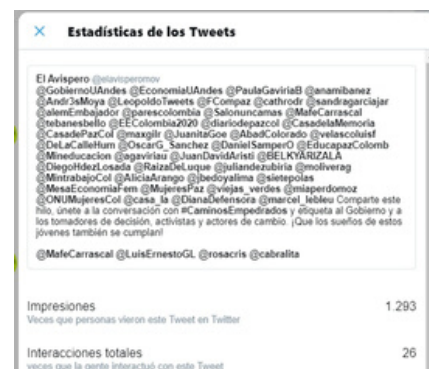 × Estadísticas de los Tweets
El Avispero @elavisperomov
@GobiernoUAndes @EconomiaUAndes @PaulaGaviriaB @anamibanez
@Andr3sMoya @LeopoldoTweets @FCompaz @cathrodr @sandragarciajar
@alemEmbajador @parescolombia @Salonuncamas @MafeCarrascal
@tebanesbello @EEColombia2020 @diariodepazcol @CasadelaMemoria
@CasadePazCol @maxgilr @JuanitaGoe @AbadColorado @velascoluisf
@DeLaCalleHum @OscarG_Sanchez @DanielSamperO @EducapazColomb
@Mineducacion @agaviriau @JuanDavidAristi @BELKYARIZALA
@DiegoHdezLosada @RaizaDeLuque @juliandezubiria @moliverag
@MintrabajoCol @AliciaArango @jbedoyalima @sietepolas
@MesaEconomiaFem @MujeresPaz @viejas_verdes @miaperdomoz
@ONUMujeresCol @casa_la @DianaDefensora @marcel_lebleu Comparte este
hilo, únete a la conversación con #CaminosEmpedrados y etiqueta al Gobierno y a
los tomadores de decisión, activistas y actores de cambio. ¡Que los sueños de estos
jóvenes también se cumplan!
@MafeCarrascal @LuisErnestoGL @rosacris @cabralita
Impresiones 1.293
Veces que personas vieron este Tweet en Twitter
Interacciones totales 26
veces que la gente interactuó con este Tweet